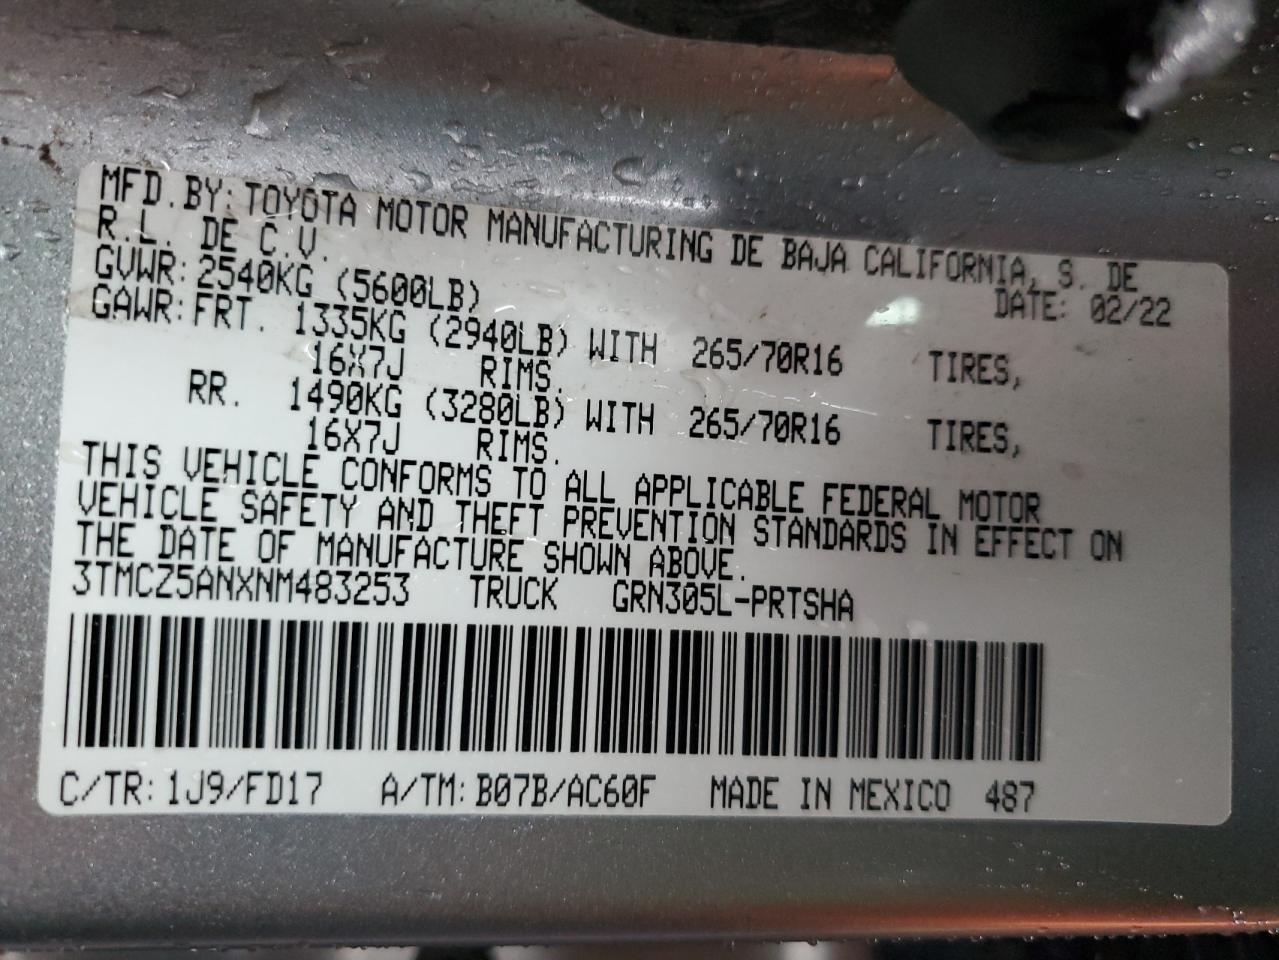 MFD.BY: TOYOTA MOTOR MANUFACTURING DE BAJA CALIFORNIA, S. DE
R.L. DE C.V. DATE: 02/22
GVWR: 2540KG (5600LB)
GAWR: FRT. 1335KG (2940LB) WITH 265/70R16 TIRES,
16X7J RIMS.
RR. 1490KG (3280LB) WITH 265/70R16 TIRES,
16X7J RIMS.
THIS VEHICLE CONFORMS TO ALL APPLICABLE FEDERAL MOTOR
VEHICLE SAFETY AND THEFT PREVENTION STANDARDS IN EFFECT ON
THE DATE OF MANUFACTURE SHOWN ABOVE.
3TMCZ5ANXNM483253 TRUCK GRN305L-PRTSHA
C/TR: 1J9/FD17 A/TM: B07B/AC60F MADE IN MEXICO 487